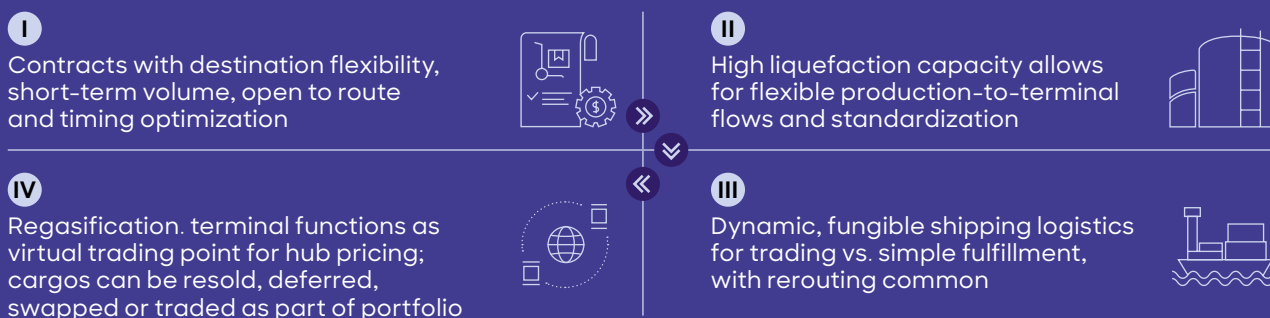 I
Contracts with destination flexibility,
short-term volume, open to route
and timing optimization
II
High liquefaction capacity allows
for flexible production-to-terminal
flows and standardization
III
Dynamic, fungible shipping logistics
for trading vs. simple fulfillment,
with rerouting common
IV
Regasification. terminal functions as
virtual trading point for hub pricing;
cargos can be resold, deferred,
swapped or traded as part of portfolio